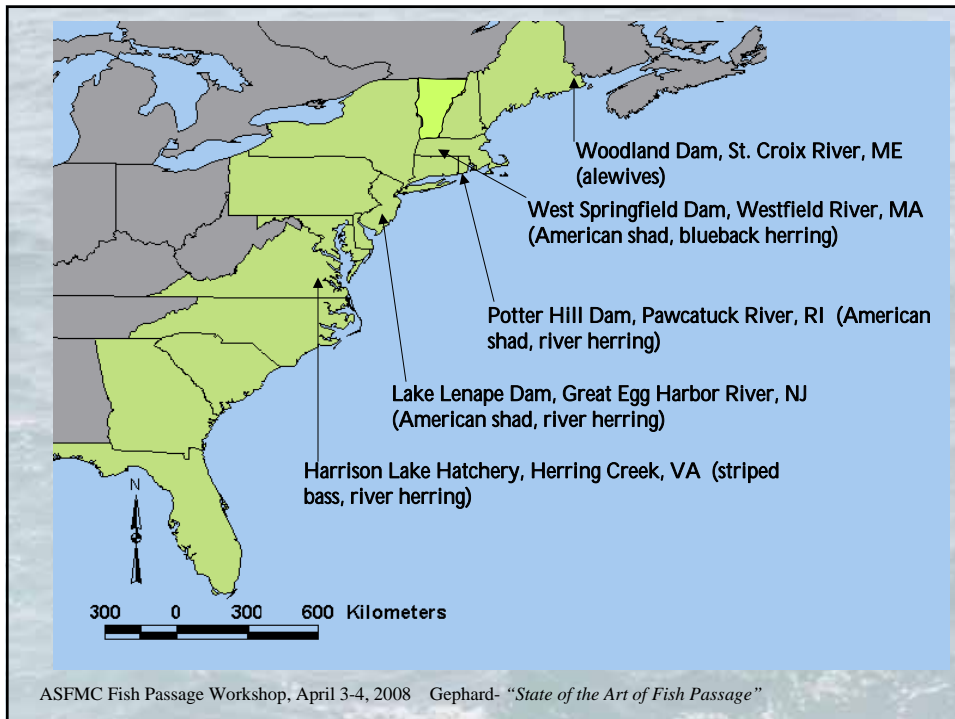 Woodland Dam, St. Croix River, ME
(alewives)
West Springfield Dam, Westfield River, MA
(American shad, blueback herring)
Potter Hill Dam, Pawcatuck River, RI (American
shad, river herring)
Lake Lenape Dam, Great Egg Harbor River, NJ
(American shad, river herring)
Harrison Lake Hatchery, Herring Creek, VA (striped
bass, river herring)
N
300 0 300 600 Kilometers
ASFMC Fish Passage Workshop, April 3-4, 2008 Gephard- “State of the Art of Fish Passage”